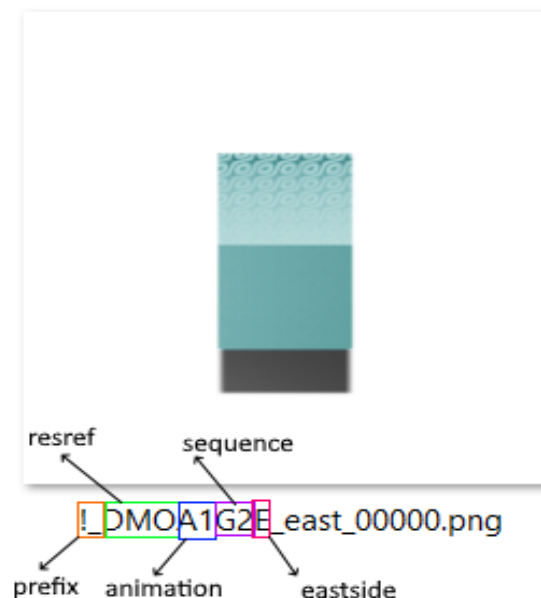 resref
sequence
!_DMOA1G2E_east_00000.png
prefix
animation
eastside